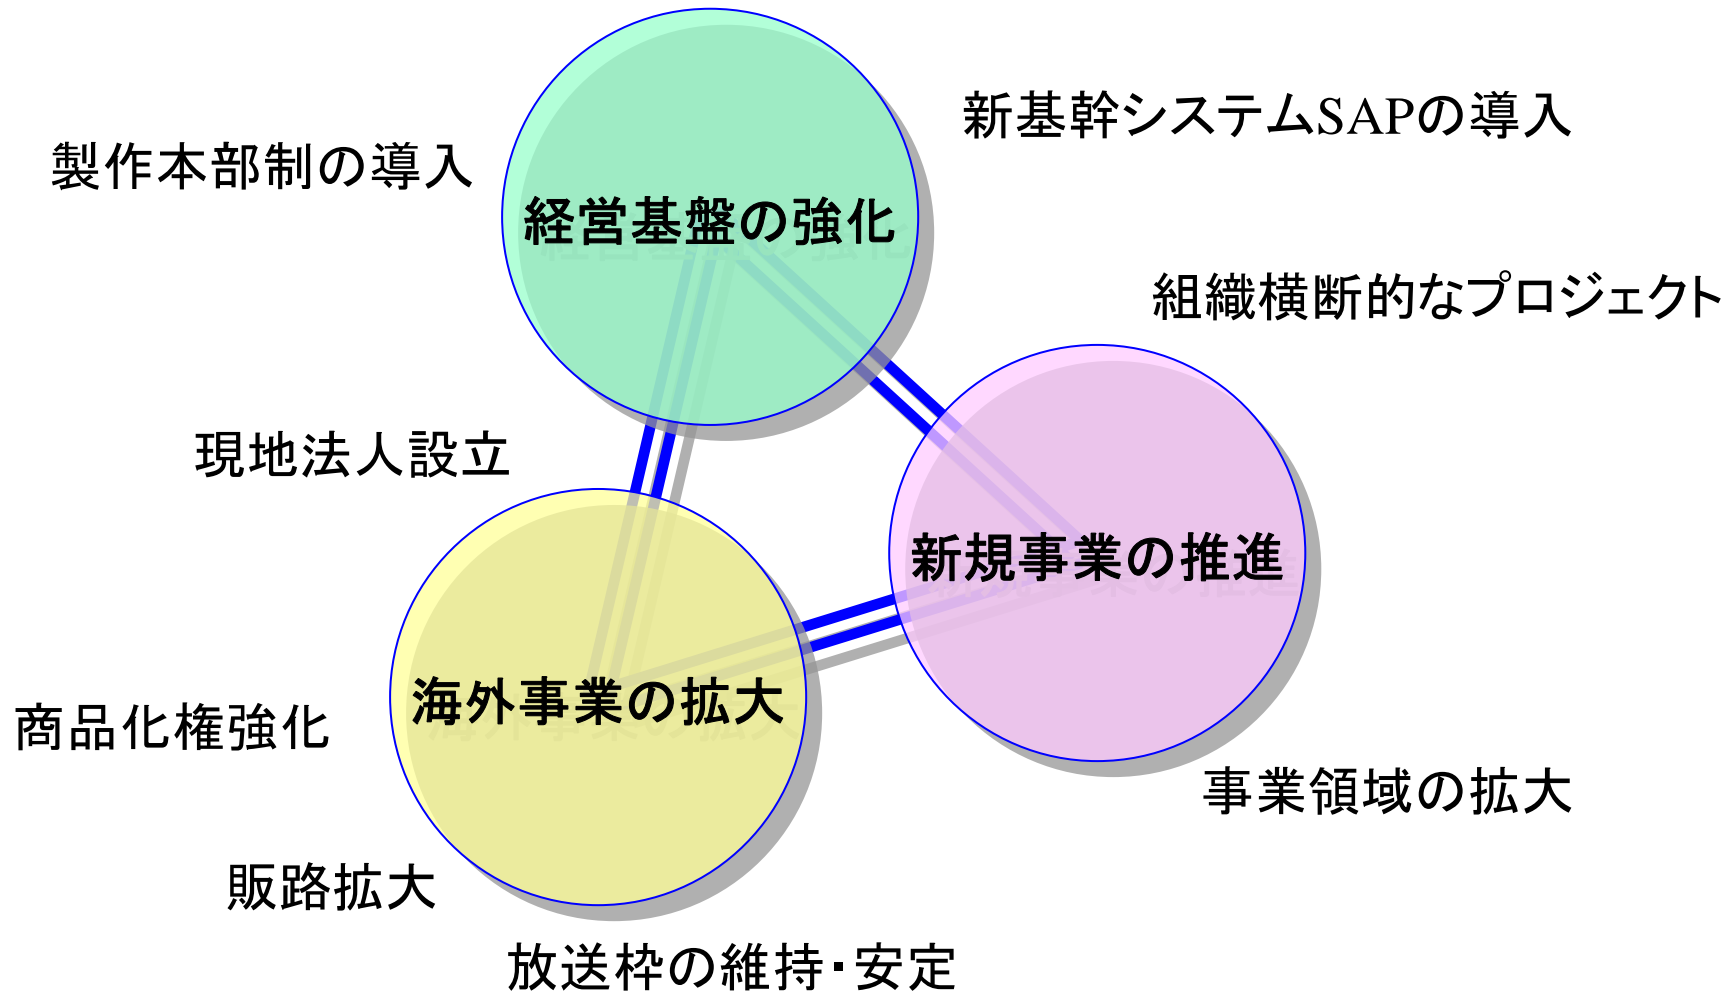 新基幹システムSAPの導入
製作本部制の導入
経営基盤の強化
組織横断的なプロジェクト
現地法人設立
新規事業の推進
海外事業の拡大
商品化権強化
事業領域の拡大
販路拡大
放送枠の維持・安定